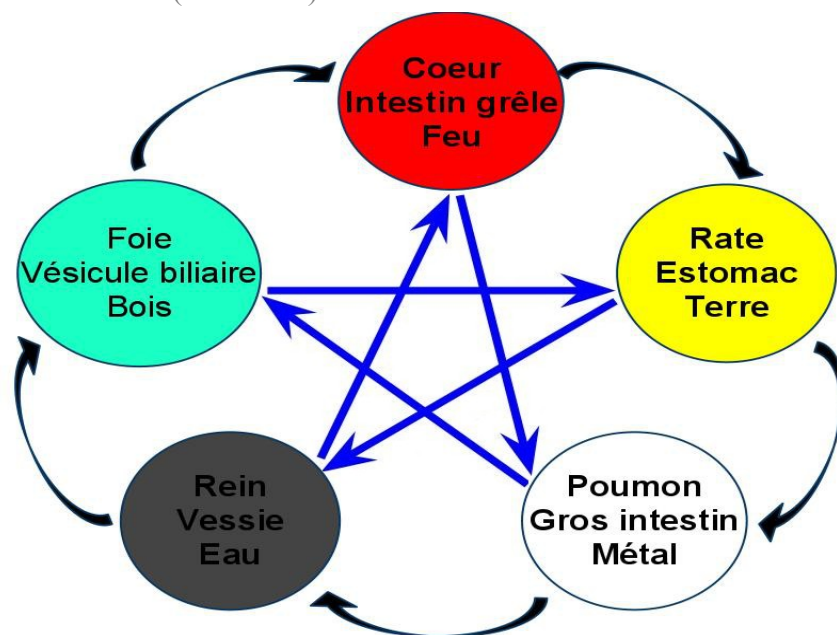 Coeur
Intestin grêle
Feu
Foie
Vésicule biliaire
Bois
Rate
Estomac
Terre
Rein
Vessie
Eau
Poumon
Gros intestin
Métal